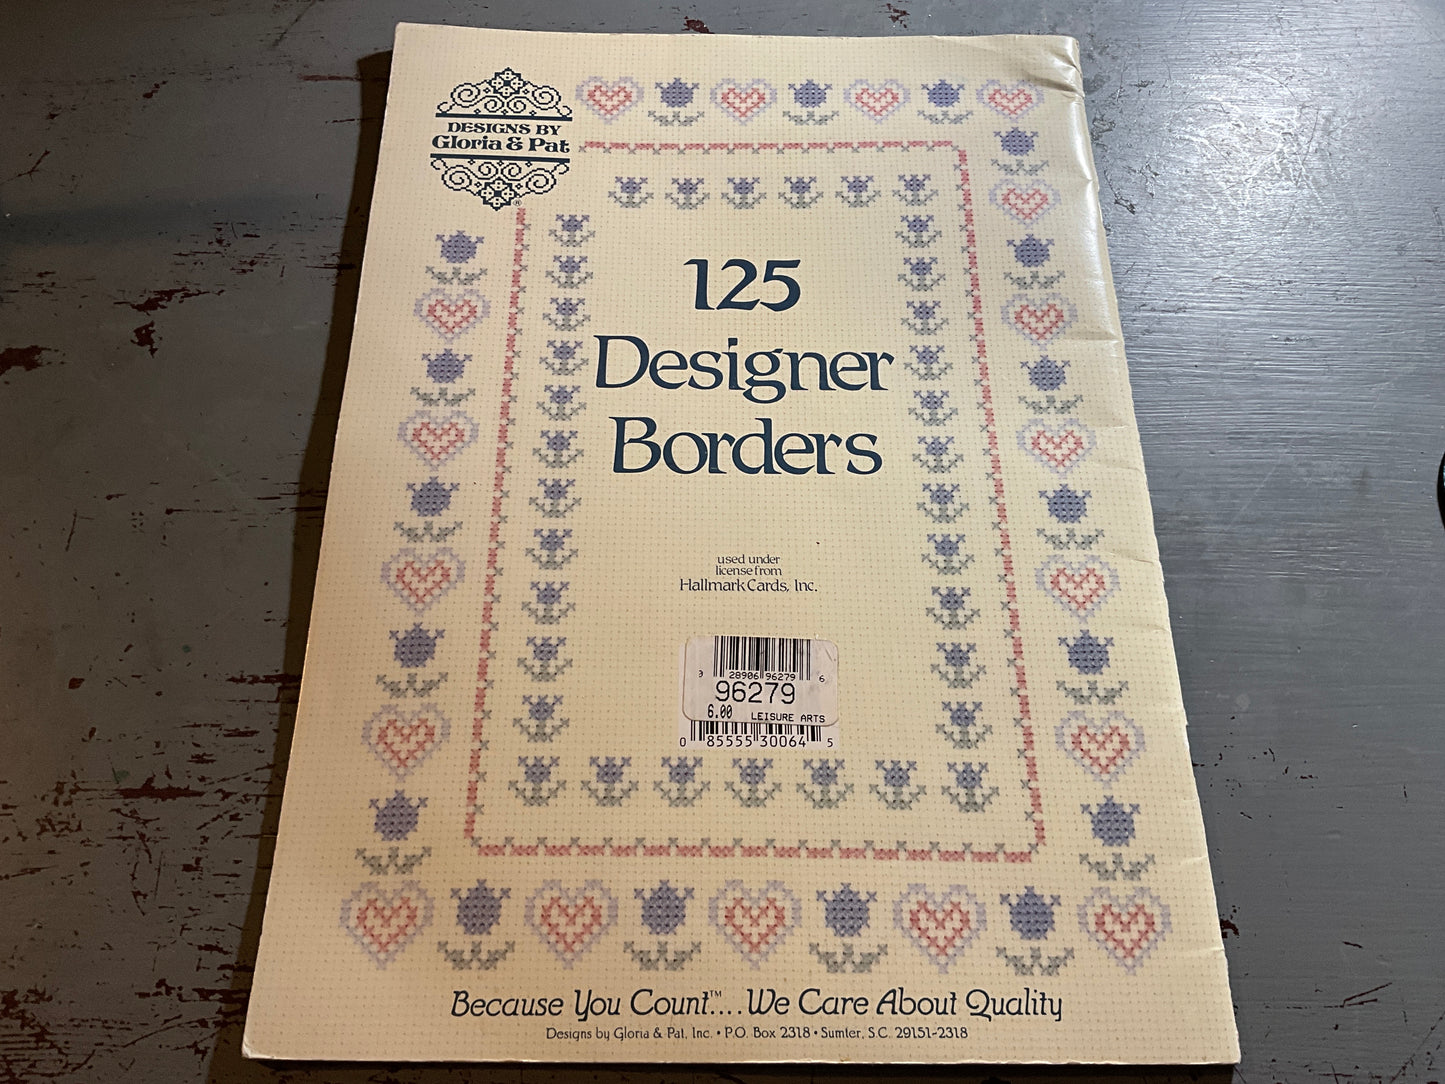 DESIGNS BY
Gloria & Pat
®
125
Designer
Borders
used under
license from
Hallmark Cards, Inc.
0 28906 96279 6
96279
6.00 LEISURE ARTS
0 85555 30064 5
Because You Count™....We Care About Quality
Designs by Gloria & Pat, Inc. • P.O. Box 2318 • Sumter, S.C. 29151-2318